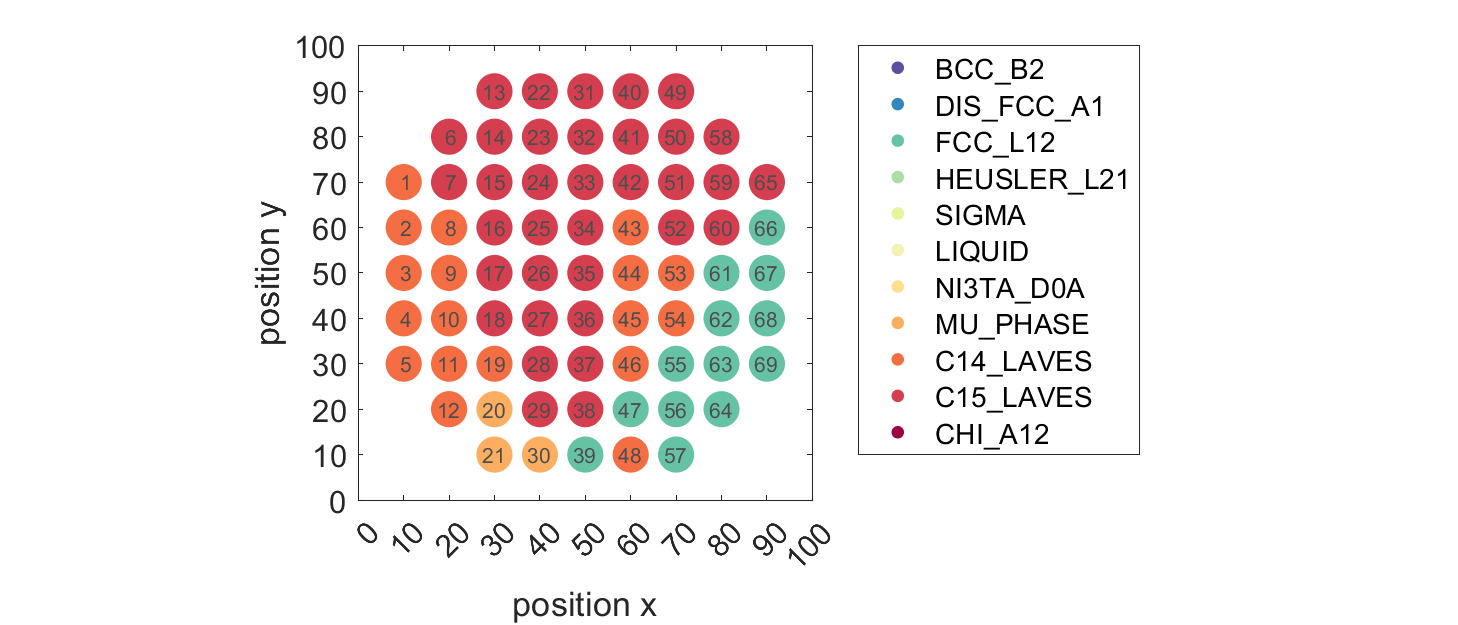 100
90
80
70
60
50
40
30
20
10
0
position y
13 22 31 40 49
6 14 23 32 41 50 58
1 7 15 24 33 42 51 59 65
2 8 16 25 34 43 52 60 66
3 9 17 26 35 44 53 61 67
4 10 18 27 36 45 54 62 68
5 11 19 28 37 46 55 63 69
12 20 29 38 47 56 64
21 30 39 48 57
0 10 20 30 40 50 60 70 80 90 100
position x
BCC_B2
DIS_FCC_A1
FCC_L12
HEUSLER_L21
SIGMA
LIQUID
NI3TA_D0A
MU_PHASE
C14_LAVES
C15_LAVES
CHI_A12